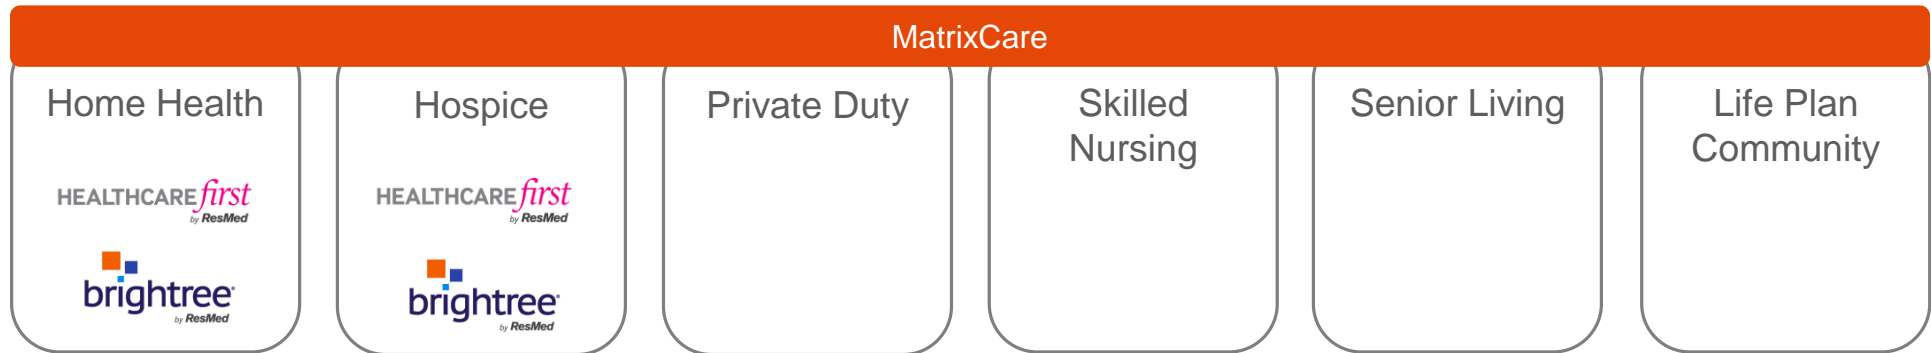 MatrixCare
Home Health
HEALTHCARE first
by ResMed
brightree
by ResMed
Hospice
HEALTHCARE first
by ResMed
brightree
by ResMed
Private Duty
Skilled
Nursing
Senior Living
Life Plan
Community